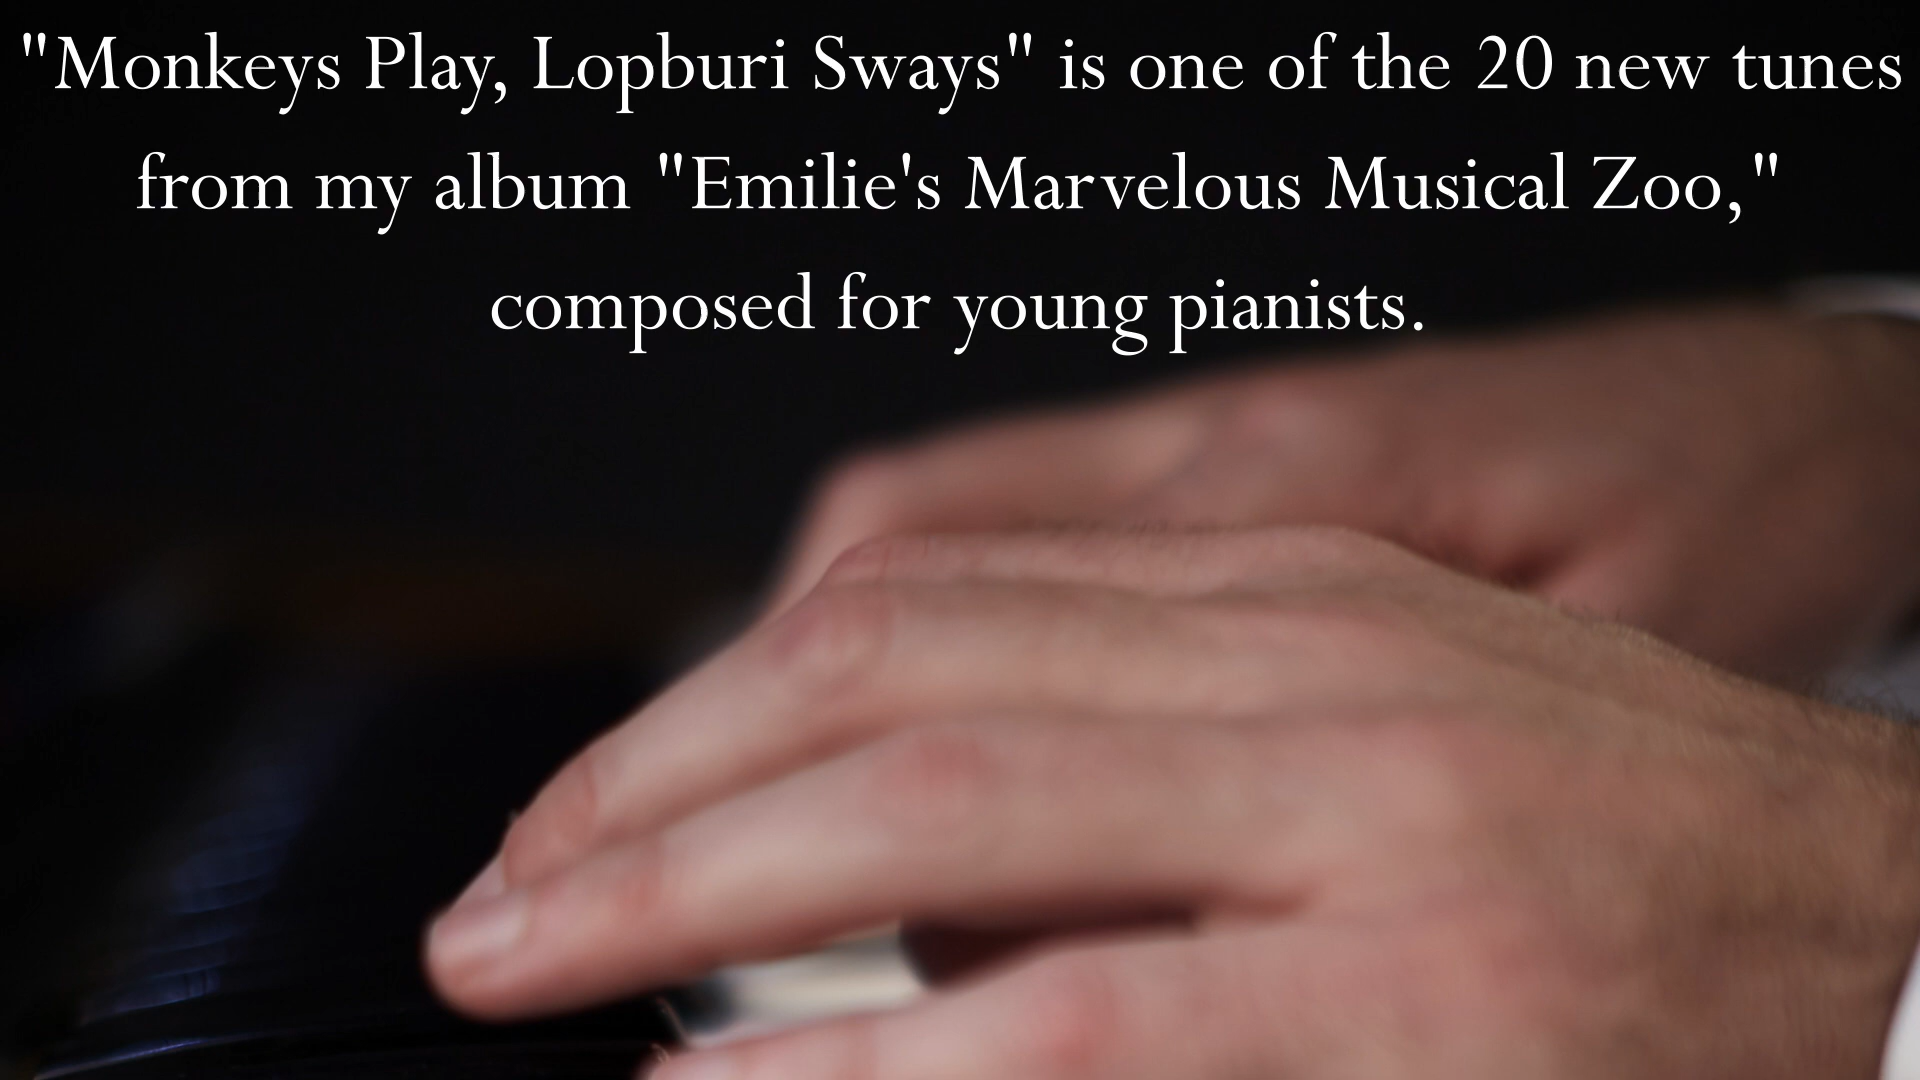 "Monkeys Play, Lopburi Sways" is one of the 20 new tunes
from my album "Emilie's Marvelous Musical Zoo,"
composed for young pianists.